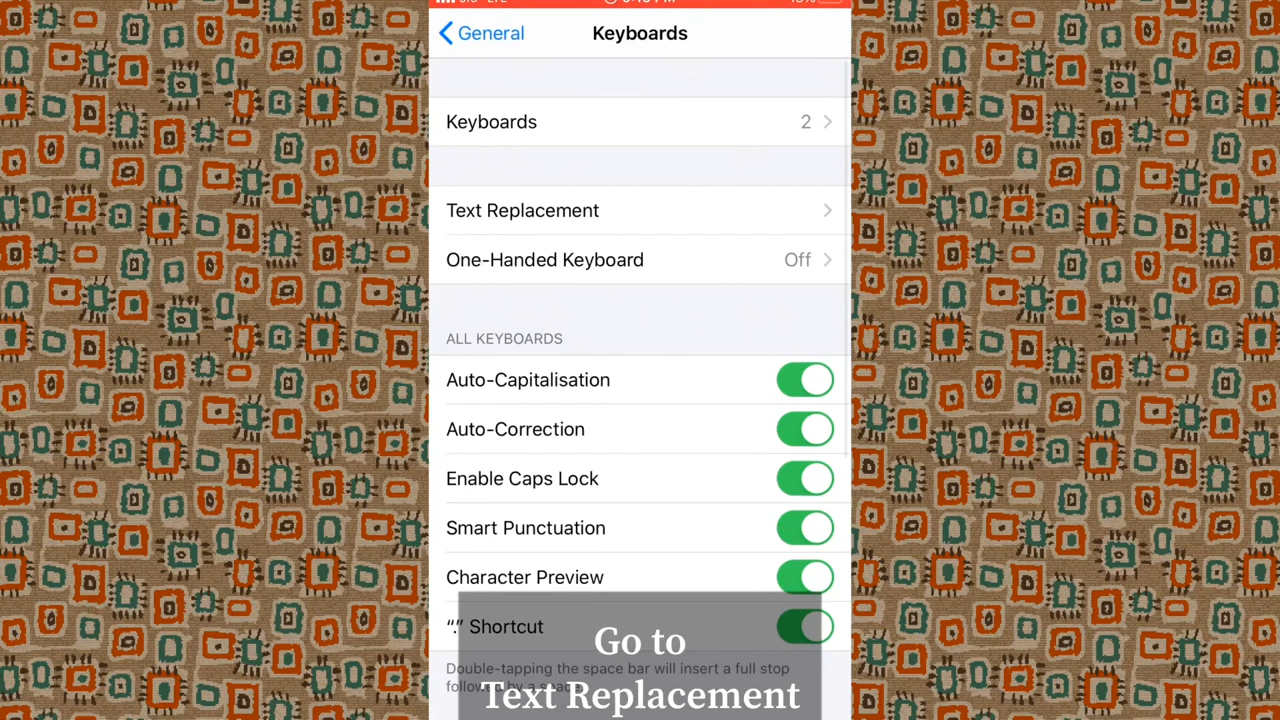 General
Keyboards
Keyboards 2
Text Replacement
One-Handed Keyboard Off
ALL KEYBOARDS
Auto-Capitalisation
Auto-Correction
Enable Caps Lock
Smart Punctuation
Character Preview
“.” Shortcut
Double-tapping the space bar will insert a full stop
followed by a space.
Go to
Text Replacement